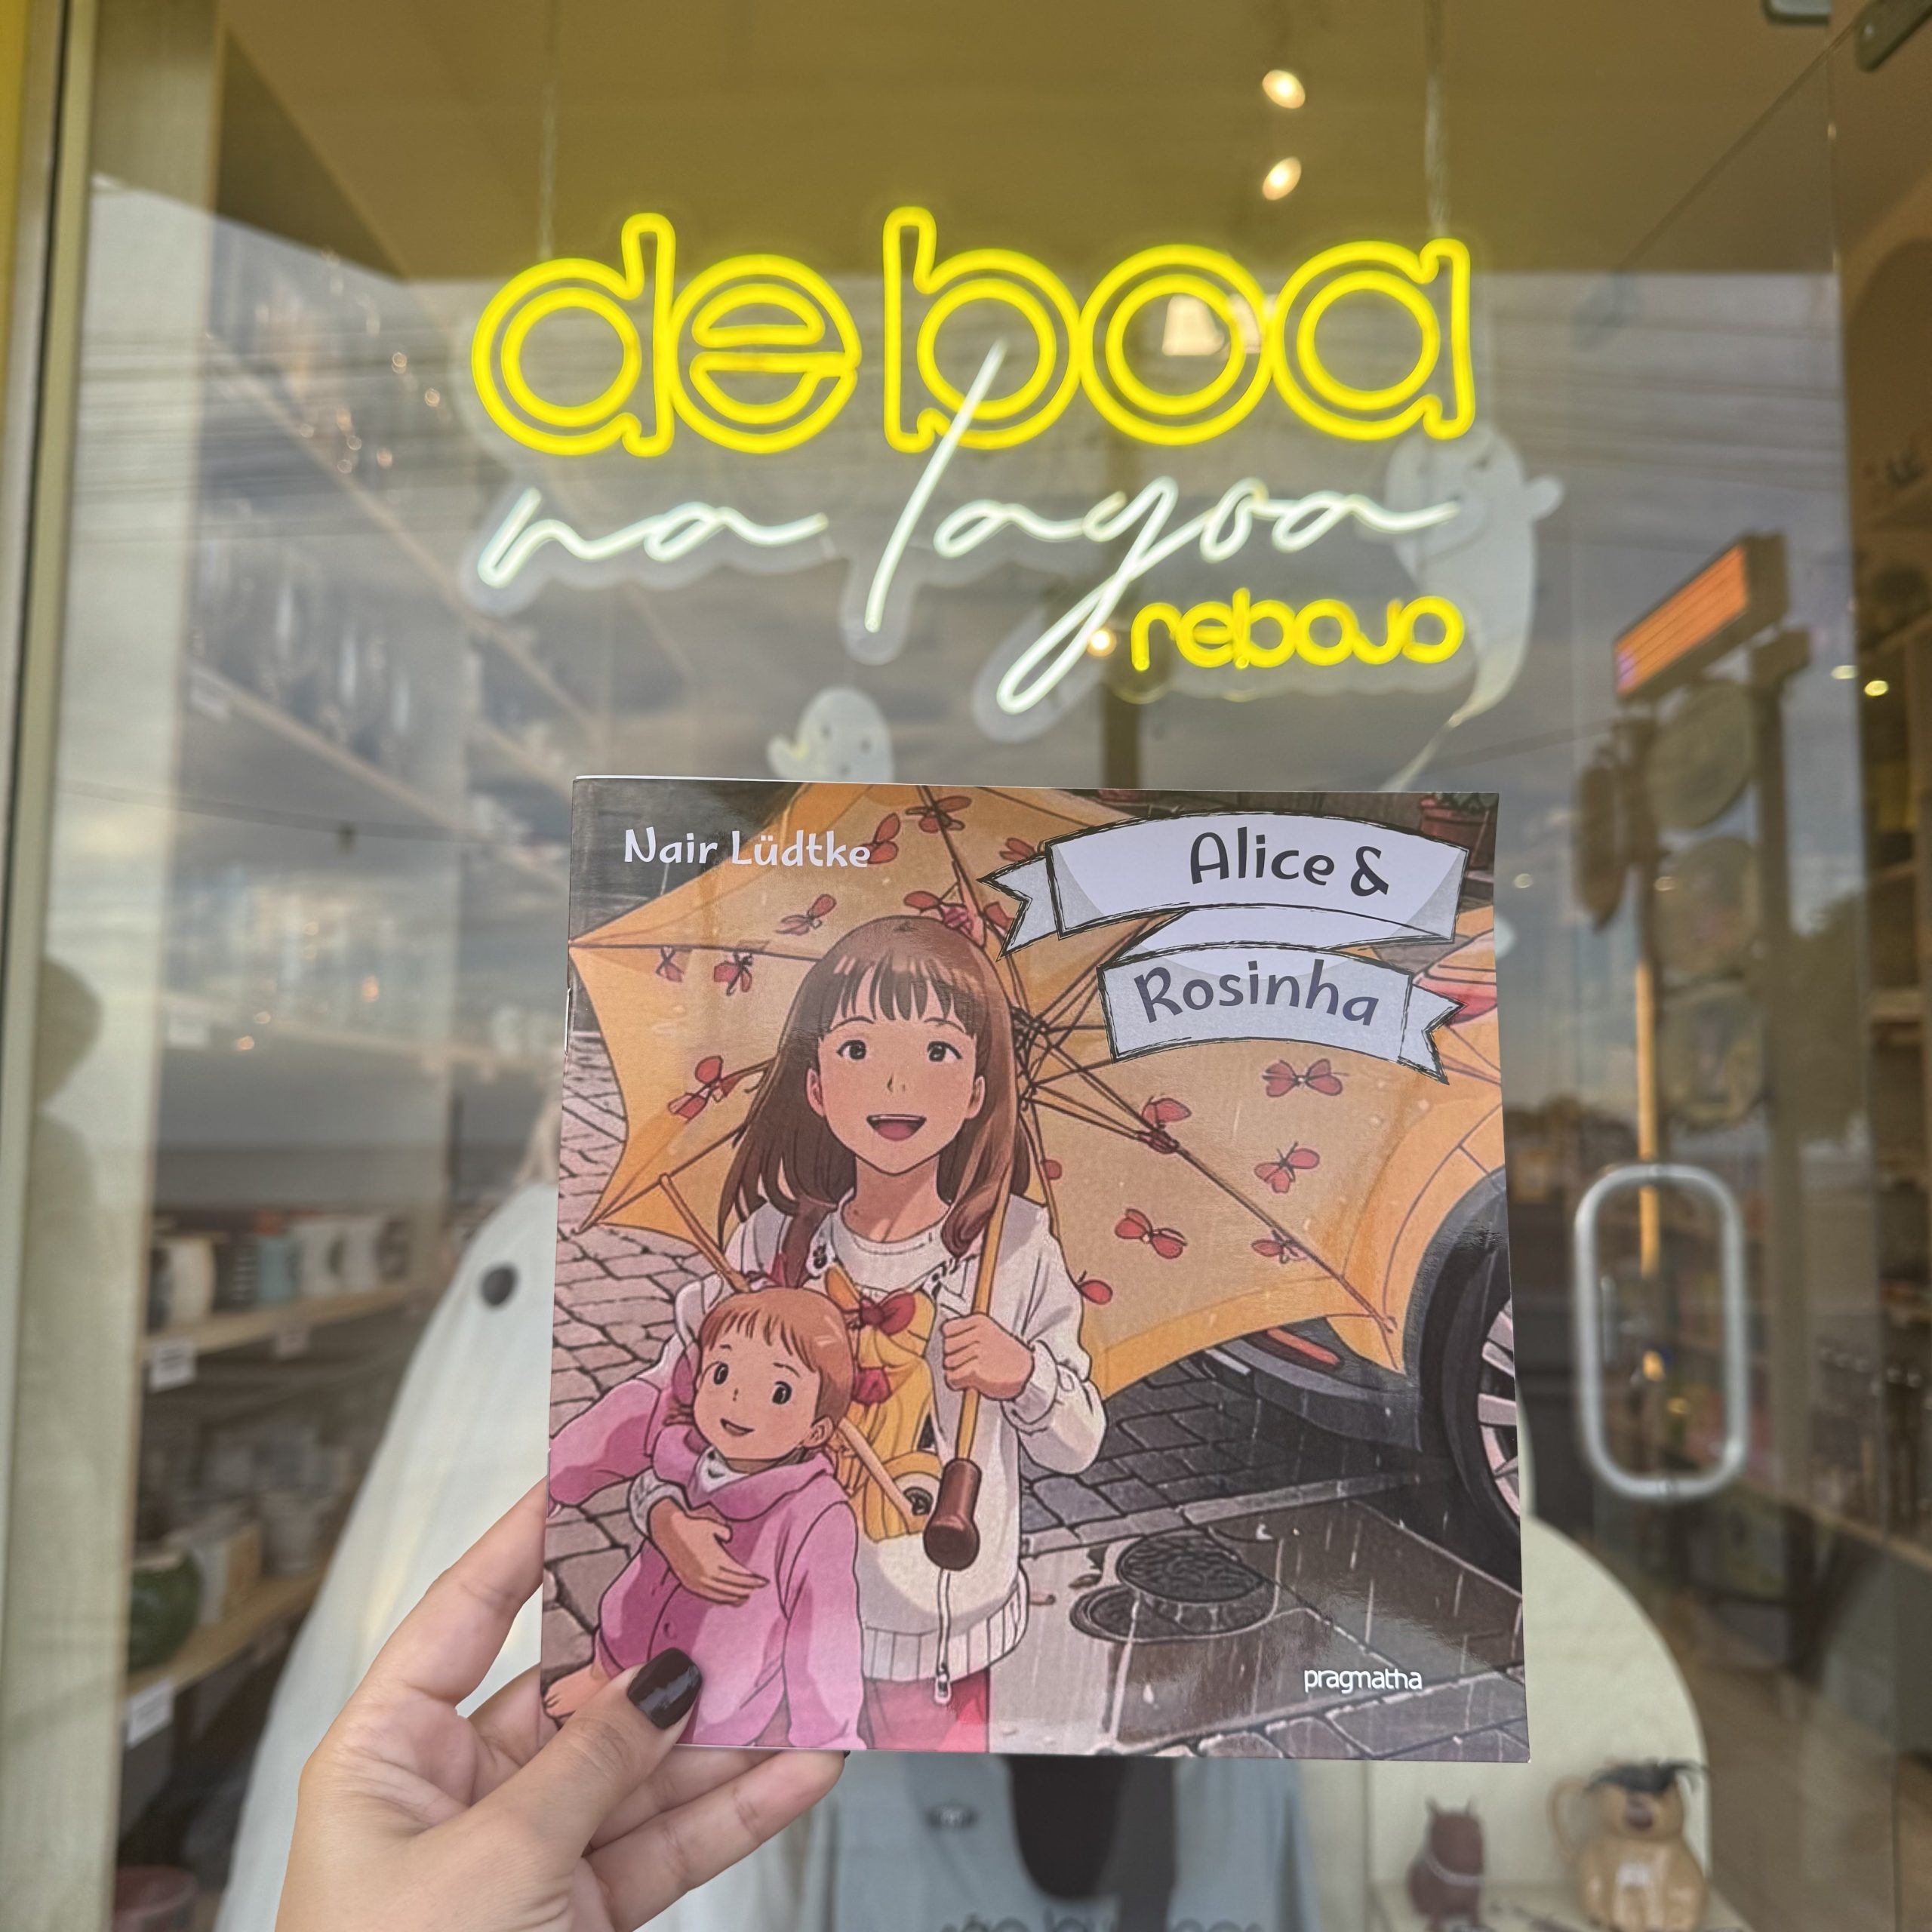 de boa
na lagoa
rebojo
Nair Lüdtke
Alice &
Rosinha
pragmatha